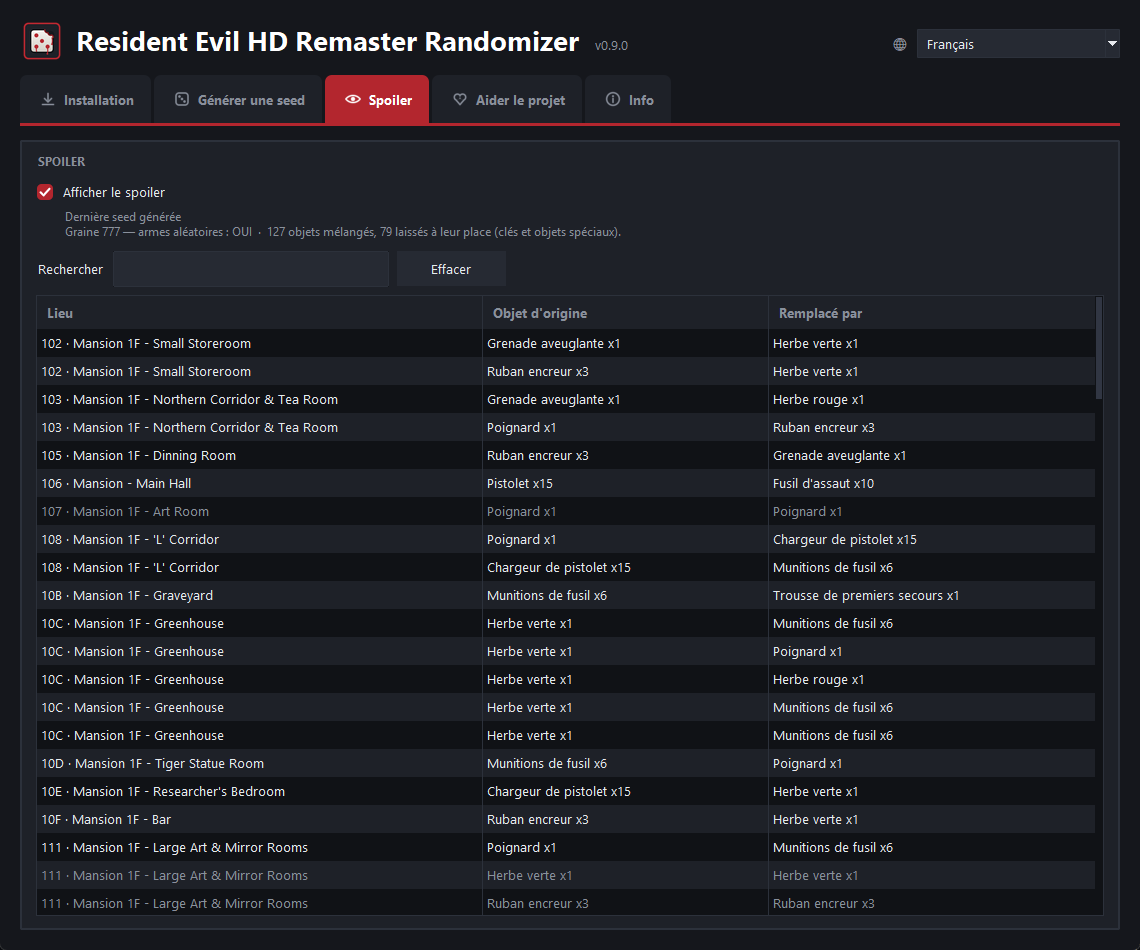 Resident Evil HD Remaster Randomizer v0.9.0
Français
Installation Générer une seed Spoiler Aider le projet Info
SPOILER
Afficher le spoiler
Dernière seed générée
Graine 777 — armes aléatoires : OUI · 127 objets mélangés, 79 laissés à leur place (clés et objets spéciaux).
Rechercher Effacer
Lieu Objet d'origine Remplacé par
102 · Mansion 1F - Small Storeroom Grenade aveuglante x1 Herbe verte x1
102 · Mansion 1F - Small Storeroom Ruban encreur x3 Herbe verte x1
103 · Mansion 1F - Northern Corridor & Tea Room Grenade aveuglante x1 Herbe rouge x1
103 · Mansion 1F - Northern Corridor & Tea Room Poignard x1 Ruban encreur x3
105 · Mansion 1F - Dinning Room Ruban encreur x3 Grenade aveuglante x1
106 · Mansion - Main Hall Pistolet x15 Fusil d'assaut x10
107 · Mansion 1F - Art Room Poignard x1 Poignard x1
108 · Mansion 1F - 'L' Corridor Poignard x1 Chargeur de pistolet x15
108 · Mansion 1F - 'L' Corridor Chargeur de pistolet x15 Munitions de fusil x6
10B · Mansion 1F - Graveyard Munitions de fusil x6 Trousse de premiers secours x1
10C · Mansion 1F - Greenhouse Herbe verte x1 Munitions de fusil x6
10C · Mansion 1F - Greenhouse Herbe verte x1 Poignard x1
10C · Mansion 1F - Greenhouse Herbe verte x1 Herbe rouge x1
10C · Mansion 1F - Greenhouse Herbe verte x1 Munitions de fusil x6
10C · Mansion 1F - Greenhouse Herbe verte x1 Munitions de fusil x6
10D · Mansion 1F - Tiger Statue Room Munitions de fusil x6 Poignard x1
10E · Mansion 1F - Researcher's Bedroom Chargeur de pistolet x15 Herbe verte x1
10F · Mansion 1F - Bar Ruban encreur x3 Herbe verte x1
111 · Mansion 1F - Large Art & Mirror Rooms Poignard x1 Munitions de fusil x6
111 · Mansion 1F - Large Art & Mirror Rooms Herbe verte x1 Herbe verte x1
111 · Mansion 1F - Large Art & Mirror Rooms Ruban encreur x3 Ruban encreur x3